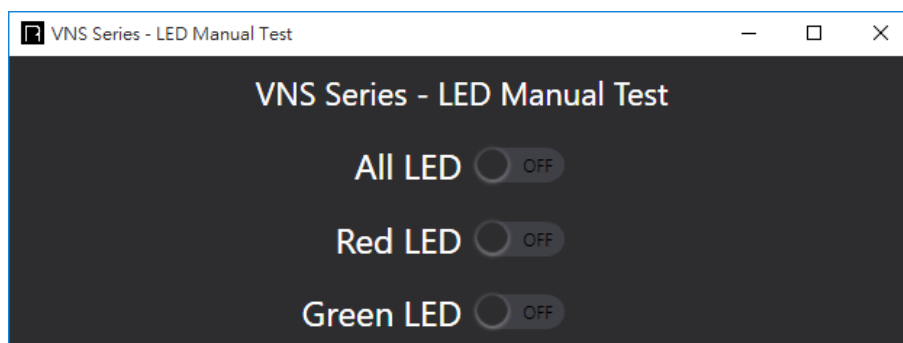 VNS Series - LED Manual Test
VNS Series - LED Manual Test
All LED OFF
Red LED OFF
Green LED OFF